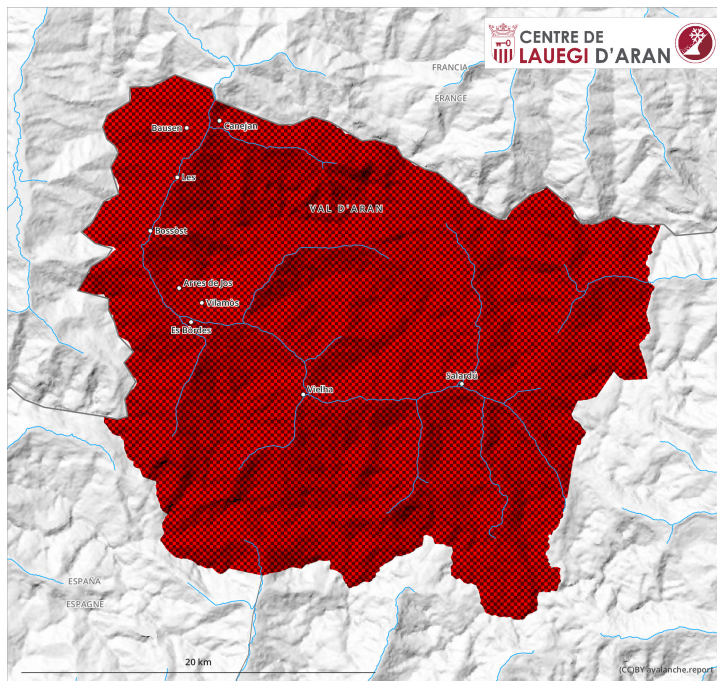 CENTRE DE
LAUEGI D'ARAN
FRANCIA
FRANCE
Bausen
Canejan
Les
VAL D'ARAN
Bossòst
Arres de Jos
Vilamòs
Es Bòrdes
Salardú
Vielha
ESPAÑA
ESPAGNE
20 km
(CC)BY avalanche.report